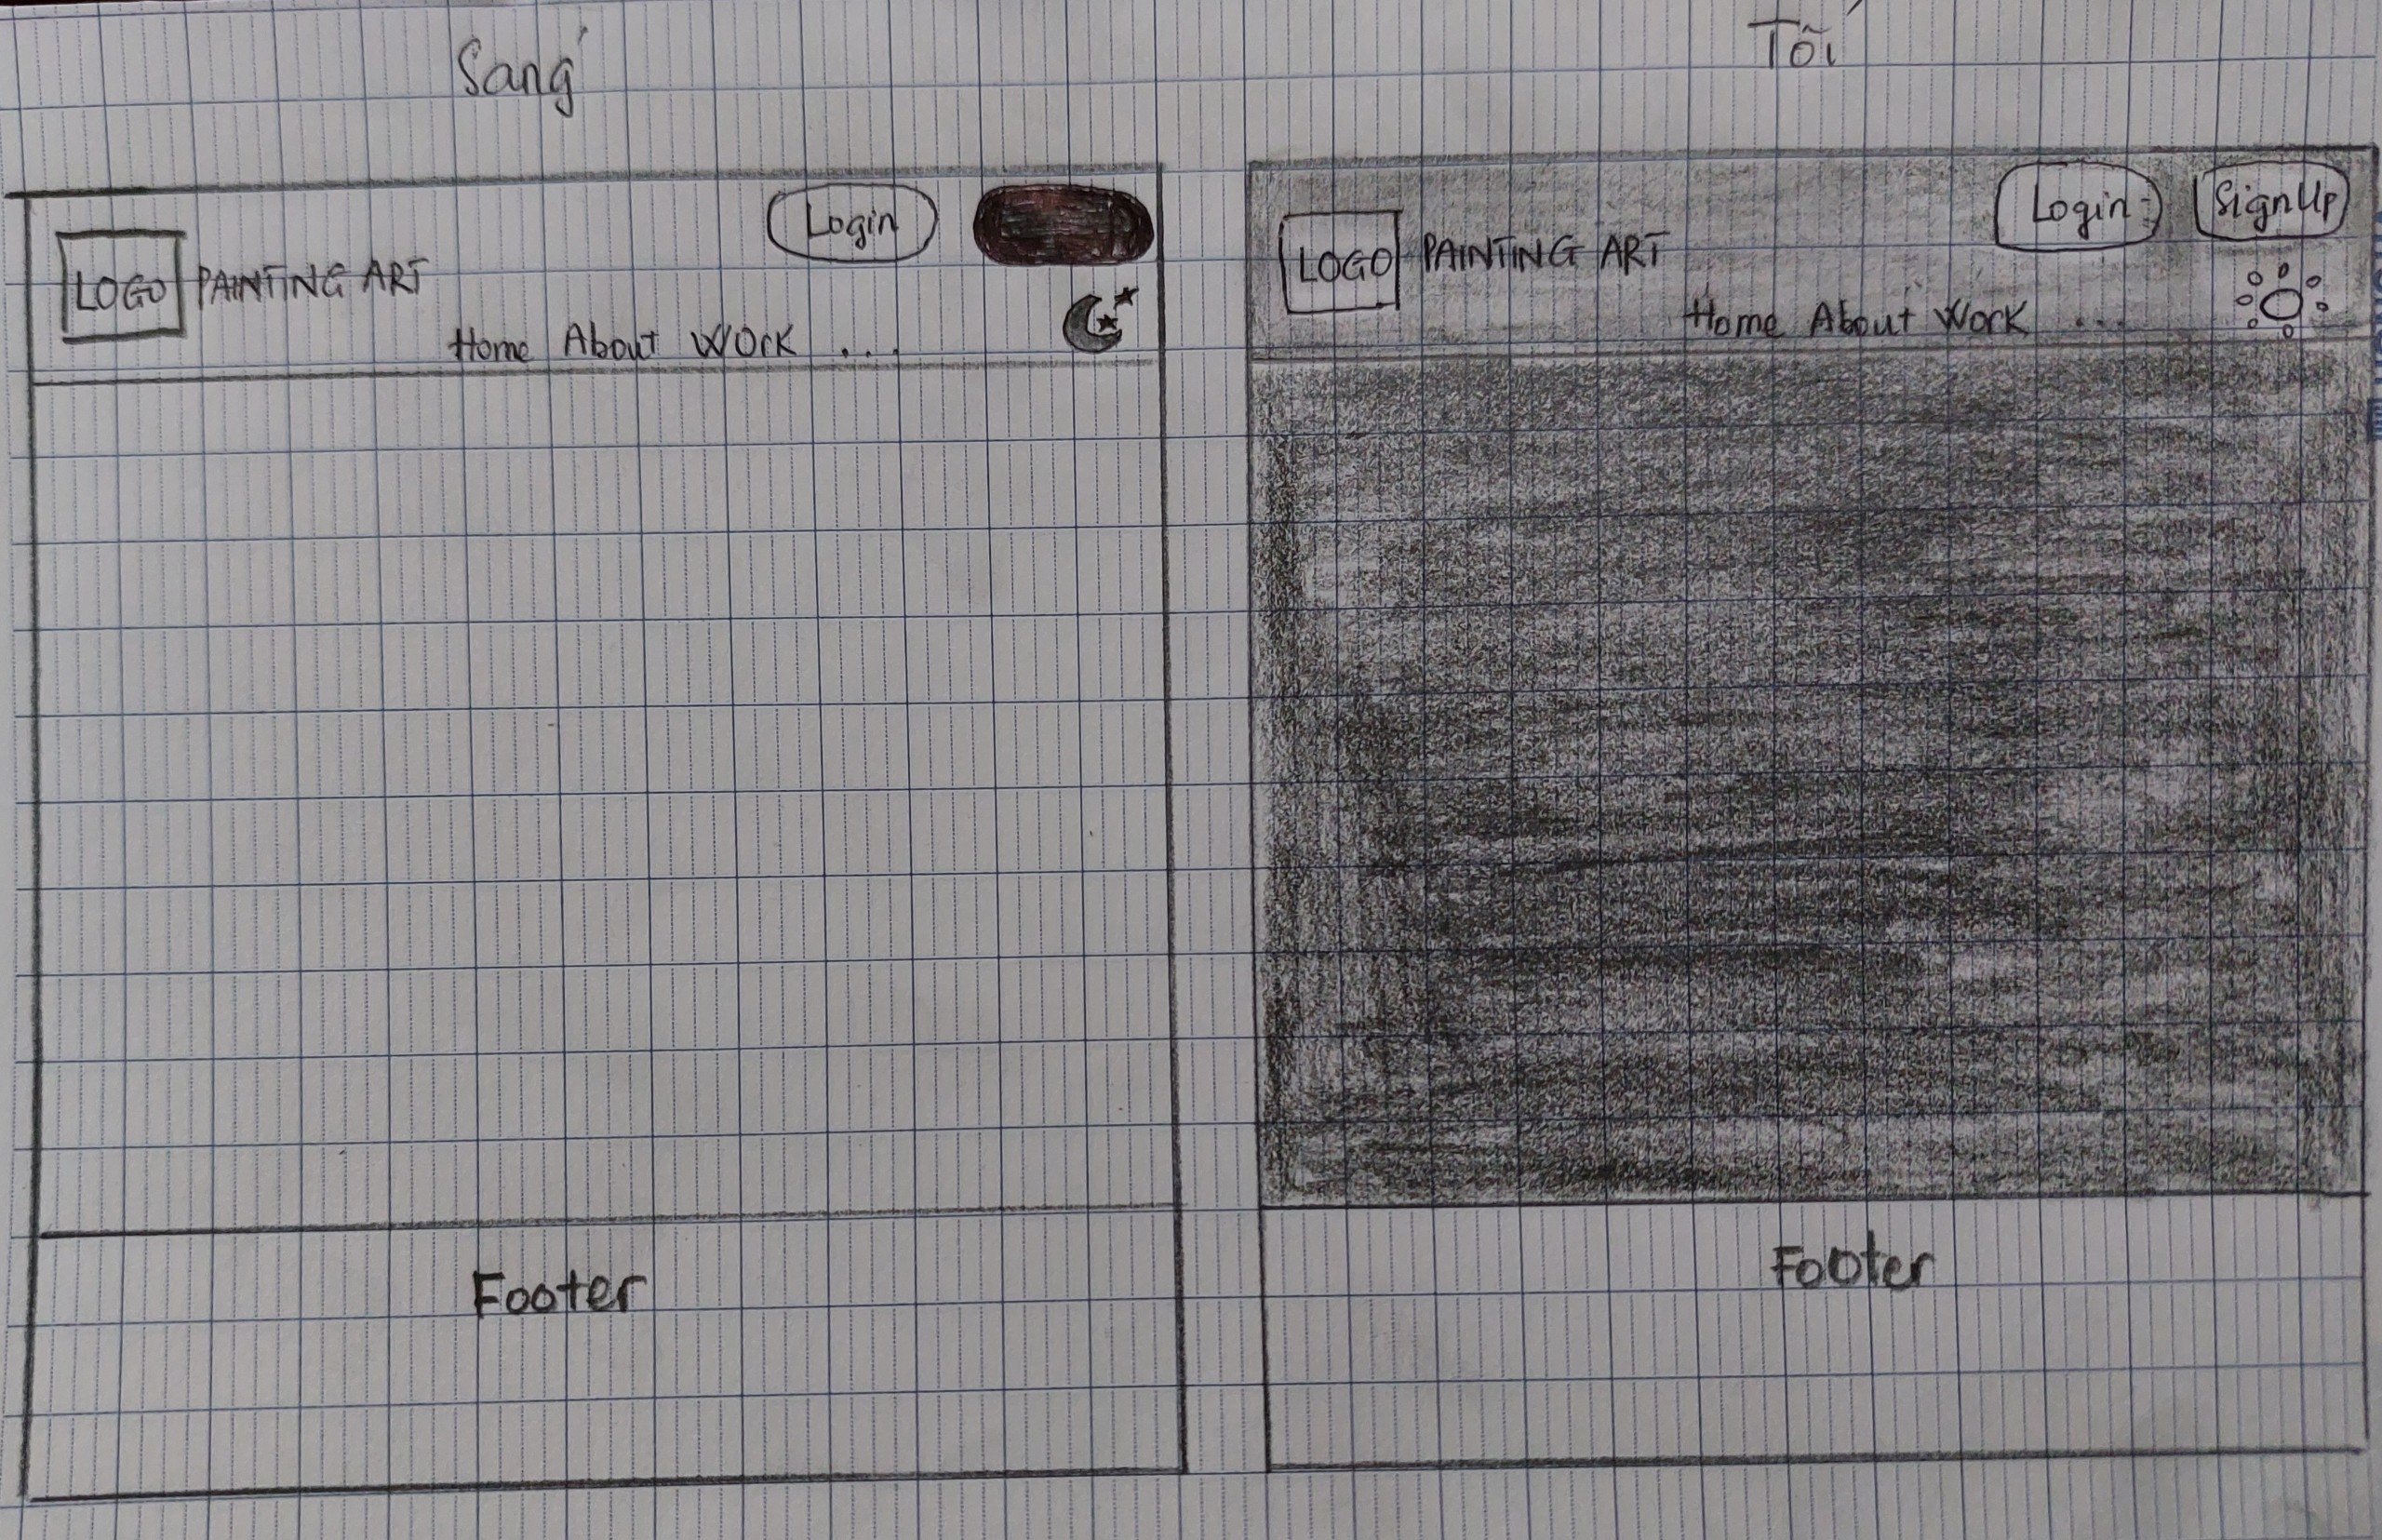 Sáng
Login
LOGO PAINTING ART
Home About Work ...
Footer
Tối
Login SignUp
LOGO PAINTING ART
Home About Work ...
Footer